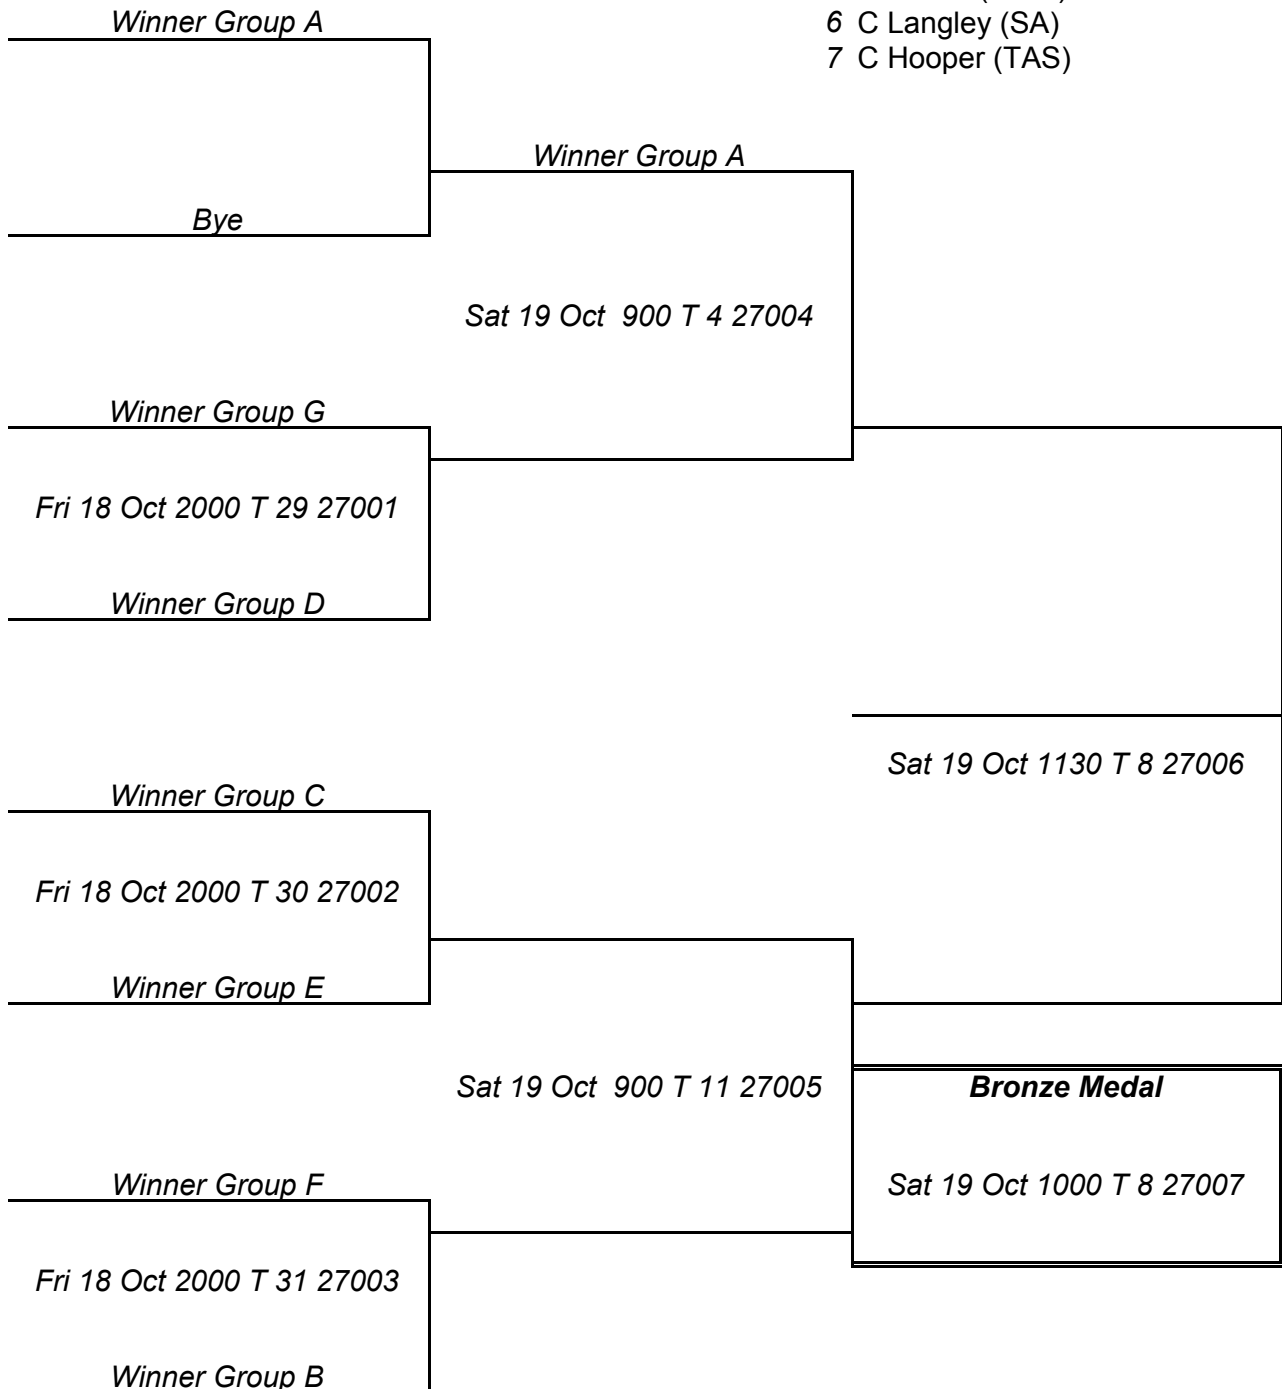 Winner Group A
6 C Langley (SA)
7 C Hooper (TAS)
Winner Group A
Bye
Sat 19 Oct 900 T 4 27004
Winner Group G
Fri 18 Oct 2000 T 29 27001
Winner Group D
Sat 19 Oct 1130 T 8 27006
Winner Group C
Fri 18 Oct 2000 T 30 27002
Winner Group E
Sat 19 Oct 900 T 11 27005
Bronze Medal
Winner Group F
Sat 19 Oct 1000 T 8 27007
Fri 18 Oct 2000 T 31 27003
Winner Group B